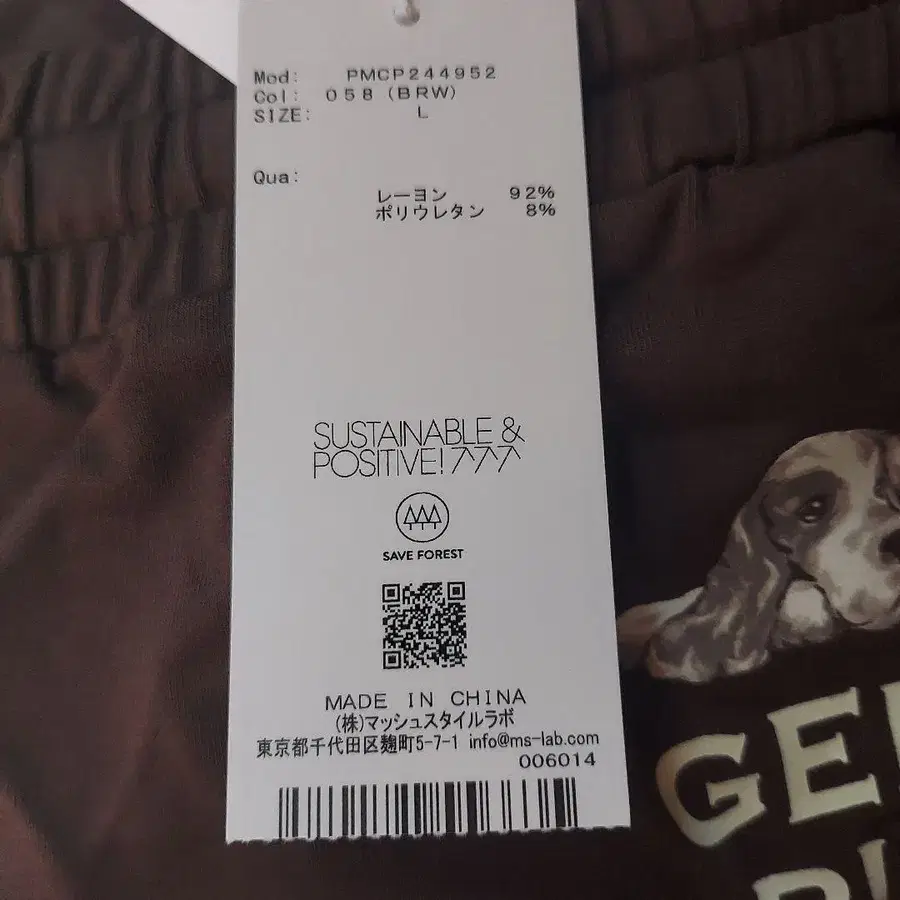 Mod: PMCP244952
Col: 058 (BRW)
SIZE: L
Qua:
レーヨン 92%
ポリウレタン 8%
SUSTAINABLE &
POSITIVE!
SAVE FOREST
MADE IN CHINA
(株)マッシュスタイルラボ
東京都千代田区麹町5-7-1 info@ms-lab.com
006014